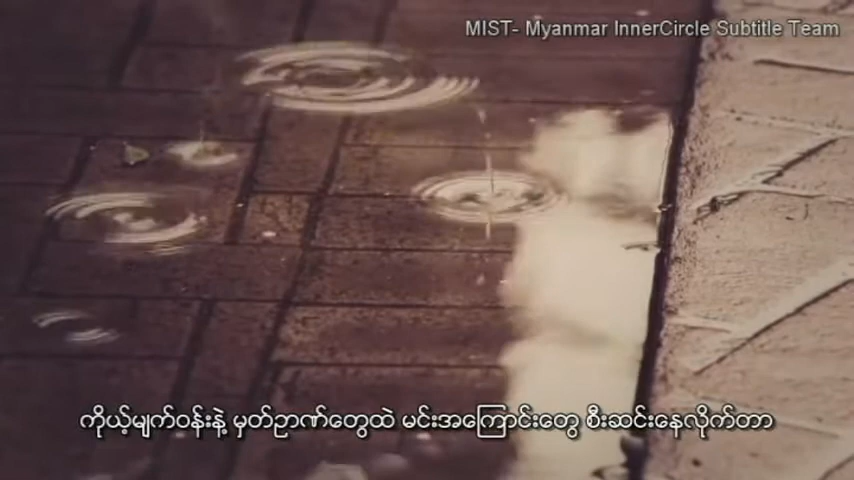 MIST- Myanmar InnerCircle Subtitle Team
ကိုယ့်မျက်ဝန်းနဲ့ မှတ်ဉာဏ်တွေထဲ မင်းအကြောင်းတွေ စီးဆင်းနေလိုက်တာ